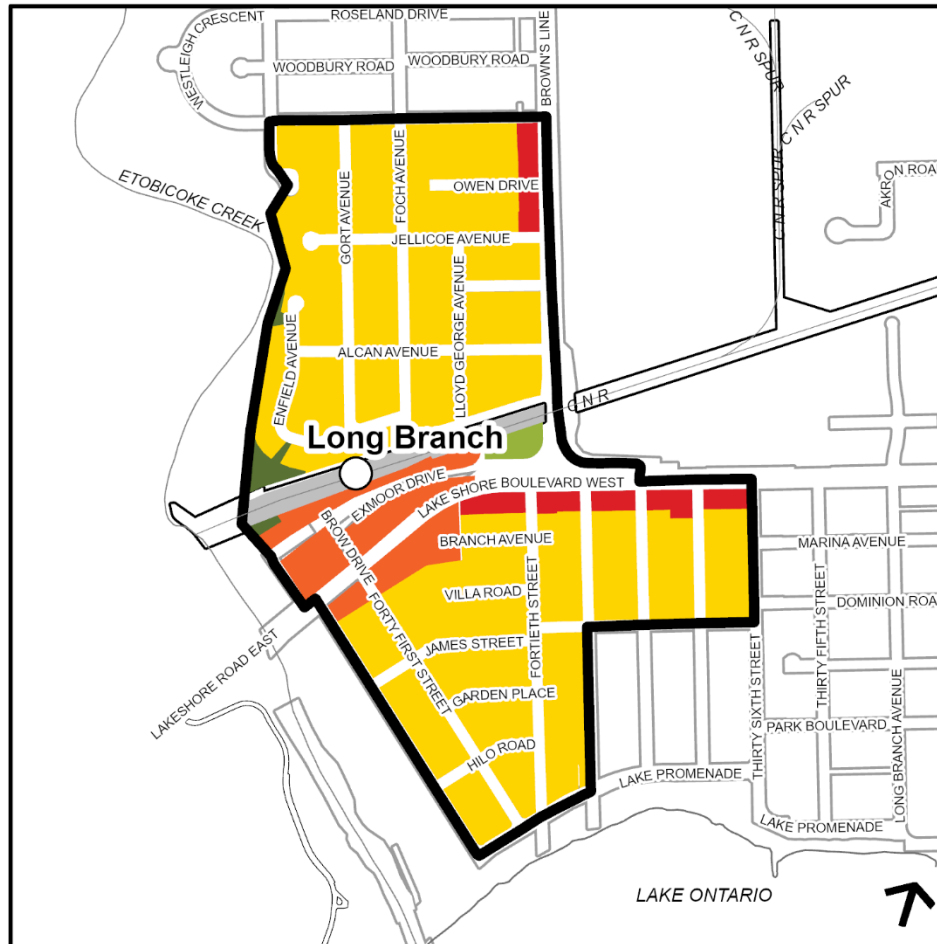 ROSELAND DRIVE
WESTLEIGH CRESCENT
WOODBURY ROAD
WOODBURY ROAD
BROWN'S LINE
C N R SPUR
C N R SPUR
C N R SPUR
ETOBICOKE CREEK
GORT AVENUE
FOCH AVENUE
OWEN DRIVE
AKRO
N ROA
JELLICOE AVENUE
LLOYD GEORGE AVENUE
ENFIELD AVENUE
ALCAN AVENUE
C N R
Long Branch
EXMOOR DRIVE
LAKE SHORE BOULEVARD WEST
BROW DRIVE
BRANCH AVENUE
MARINA AVENUE
VILLA ROAD
FORTIETH STREET
THIRTY FIFTH STREET
DOMINION ROA
FORTY FIRST STREET
JAMES STREET
LAKESHORE ROAD EAST
GARDEN PLACE
THIRTY SIXTH STREET
PARK BOULEVARD
LONG BRANCH AVENUE
HILO ROAD
LAKE PROMENADE
LAKE PROMENADE
LAKE ONTARIO